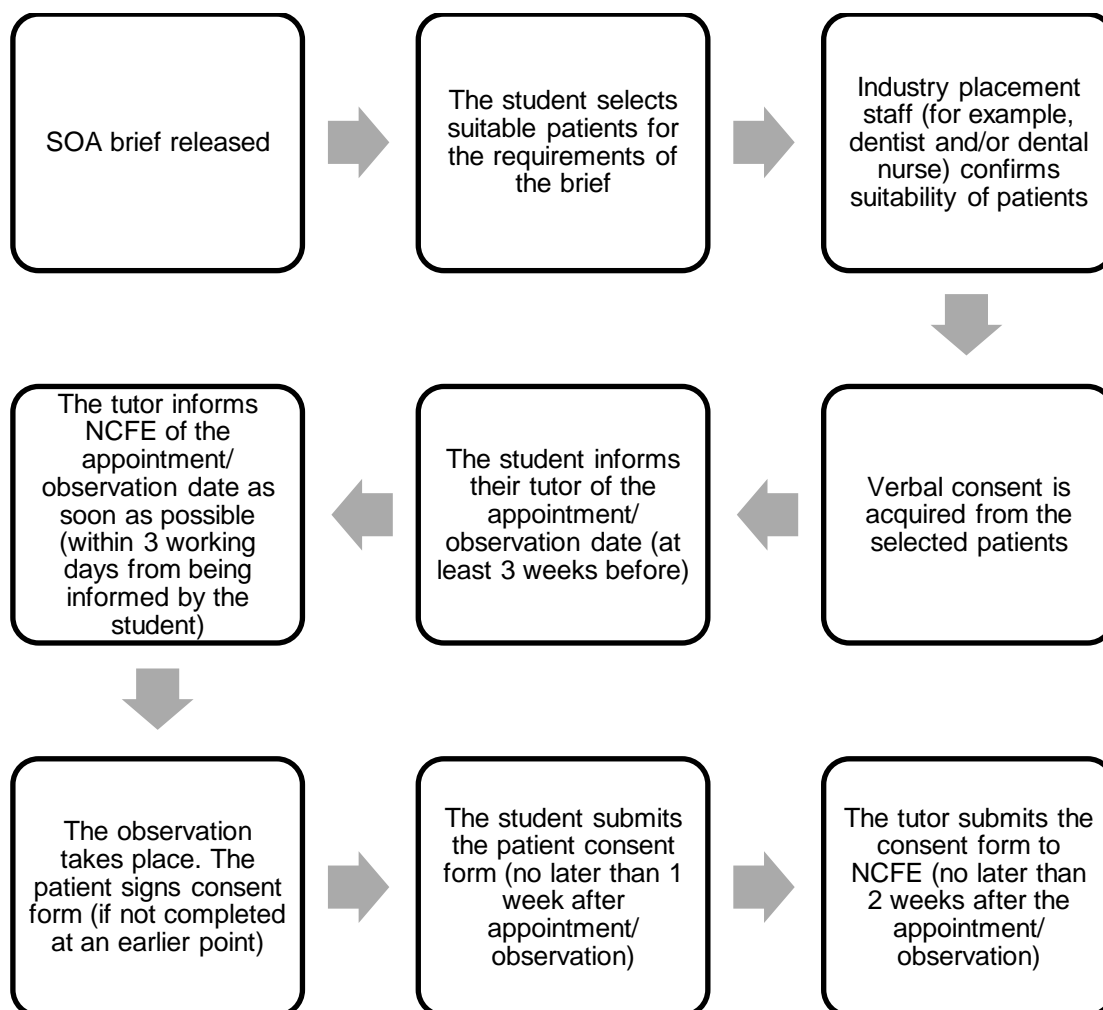 SOA brief released
The student selects
suitable patients for
the requirements of
the brief
Industry placement
staff (for example,
dentist and/or dental
nurse) confirms
suitability of patients
Verbal consent is
acquired from the
selected patients
The student informs
their tutor of the
appointment/
observation date (at
least 3 weeks before)
The tutor informs
NCFE of the
appointment/
observation date as
soon as possible
(within 3 working
days from being
informed by the
student)
The observation
takes place. The
patient signs consent
form (if not completed
at an earlier point)
The student submits
the patient consent
form (no later than 1
week after
appointment/
observation)
The tutor submits the
consent form to
NCFE (no later than
2 weeks after the
appointment/
observation)